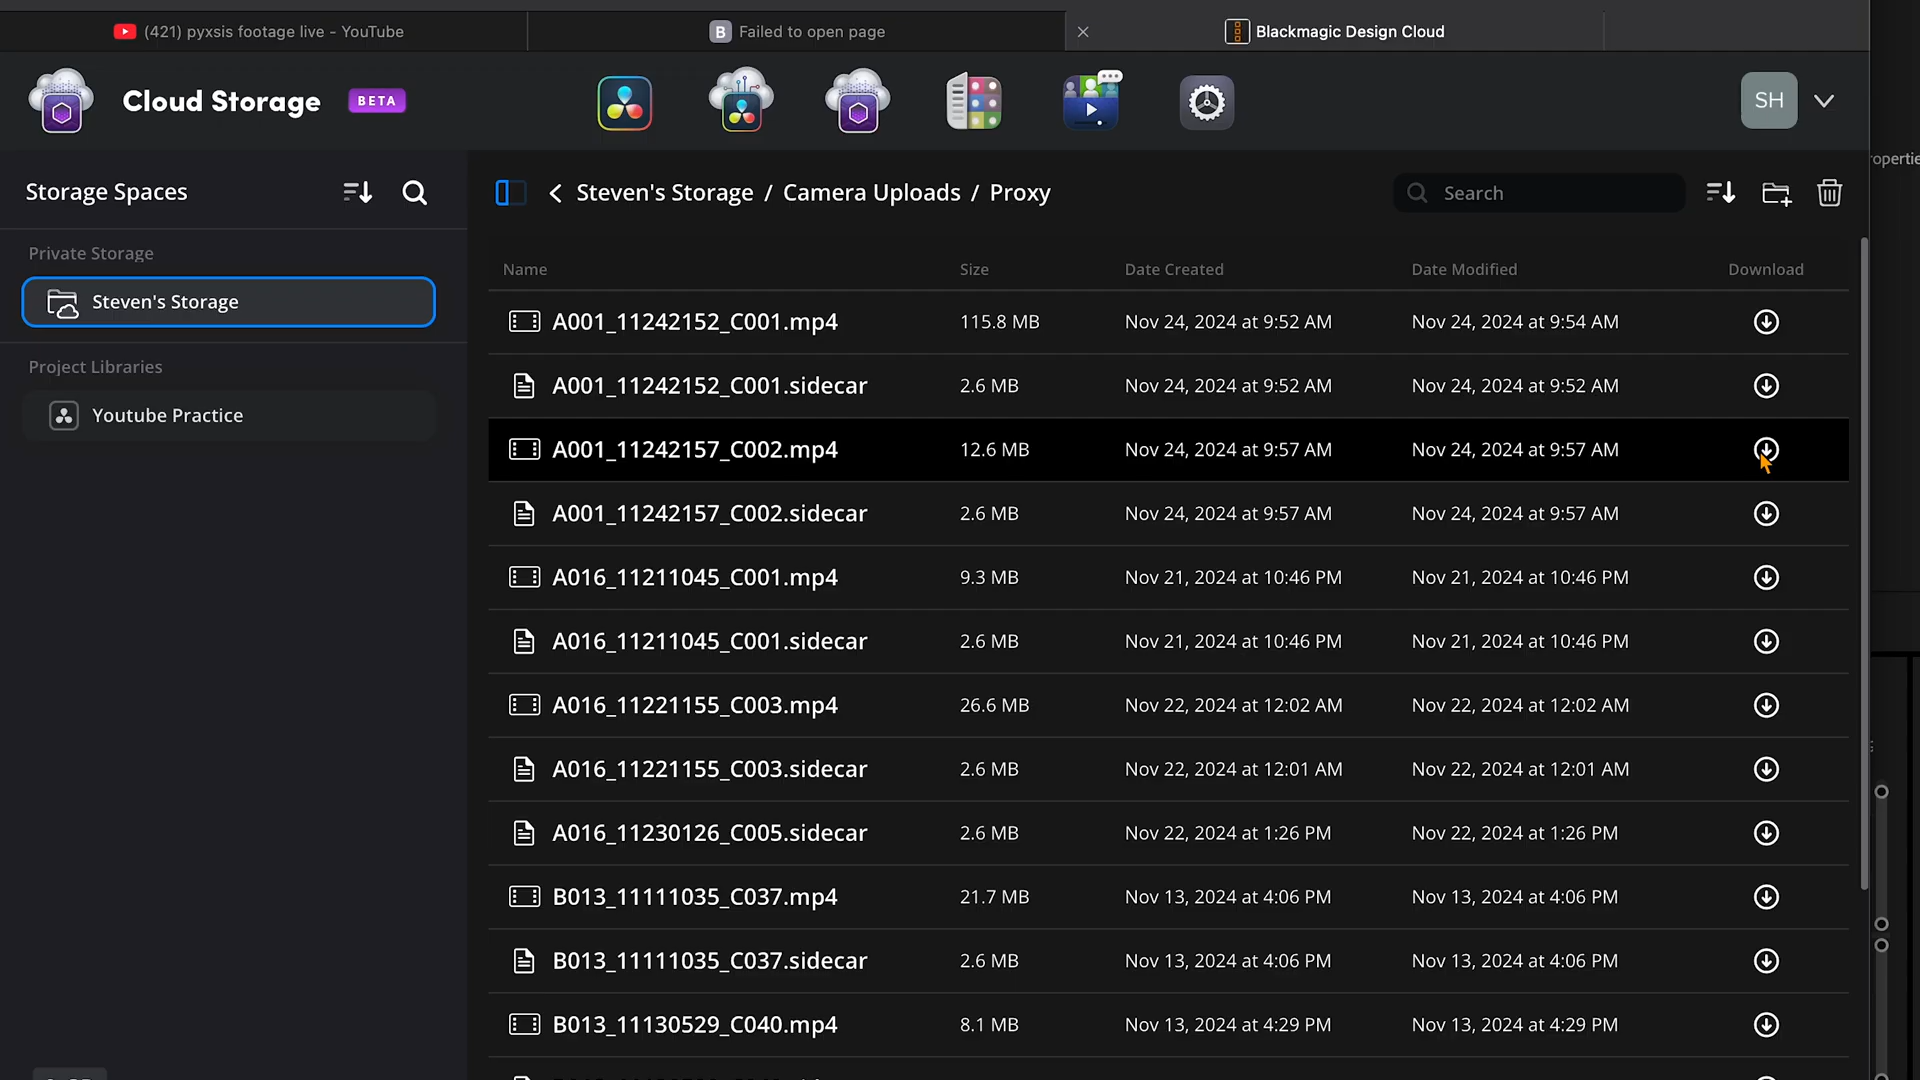 (421) pyxsis footage live - YouTube
B Failed to open page
Blackmagic Design Cloud
Cloud Storage BETA
SH
Storage Spaces
Steven's Storage / Camera Uploads / Proxy
Search
Private Storage
Steven's Storage
Project Libraries
Youtube Practice
Name Size Date Created Date Modified Download
A001_11242152_C001.mp4 115.8 MB Nov 24, 2024 at 9:52 AM Nov 24, 2024 at 9:54 AM
A001_11242152_C001.sidecar 2.6 MB Nov 24, 2024 at 9:52 AM Nov 24, 2024 at 9:52 AM
A001_11242157_C002.mp4 12.6 MB Nov 24, 2024 at 9:57 AM Nov 24, 2024 at 9:57 AM
A001_11242157_C002.sidecar 2.6 MB Nov 24, 2024 at 9:57 AM Nov 24, 2024 at 9:57 AM
A016_11211045_C001.mp4 9.3 MB Nov 21, 2024 at 10:46 PM Nov 21, 2024 at 10:46 PM
A016_11211045_C001.sidecar 2.6 MB Nov 21, 2024 at 10:46 PM Nov 21, 2024 at 10:46 PM
A016_11221155_C003.mp4 26.6 MB Nov 22, 2024 at 12:02 AM Nov 22, 2024 at 12:02 AM
A016_11221155_C003.sidecar 2.6 MB Nov 22, 2024 at 12:01 AM Nov 22, 2024 at 12:01 AM
A016_11230126_C005.sidecar 2.6 MB Nov 22, 2024 at 1:26 PM Nov 22, 2024 at 1:26 PM
B013_11111035_C037.mp4 21.7 MB Nov 13, 2024 at 4:06 PM Nov 13, 2024 at 4:06 PM
B013_11111035_C037.sidecar 2.6 MB Nov 13, 2024 at 4:06 PM Nov 13, 2024 at 4:06 PM
B013_11130529_C040.mp4 8.1 MB Nov 13, 2024 at 4:29 PM Nov 13, 2024 at 4:29 PM